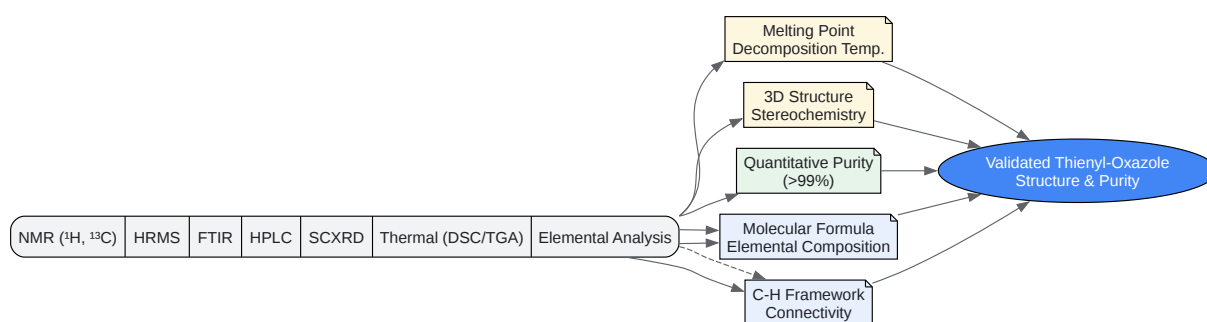 Melting Point
Decomposition Temp.
3D Structure
Stereochemistry
Quantitative Purity
(>99%)
Validated Thienyl-Oxazole
Structure & Purity
NMR (¹H, ¹³C) HRMS FTIR HPLC SCXRD Thermal (DSC/TGA) Elemental Analysis
Molecular Formula
Elemental Composition
C-H Framework
Connectivity